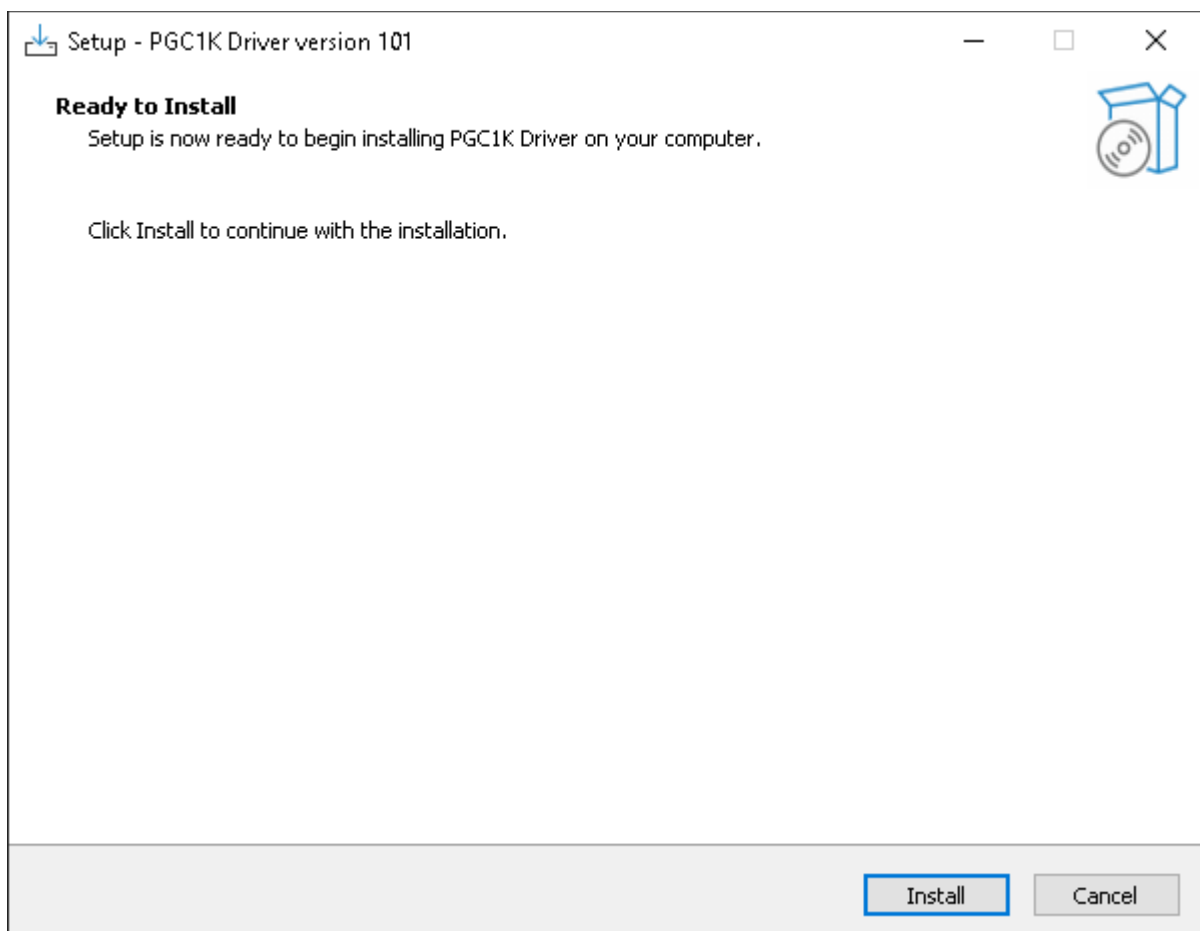 Setup - PGC1K Driver version 101
Ready to Install
Setup is now ready to begin installing PGC1K Driver on your computer.
Click Install to continue with the installation.
Install
Cancel